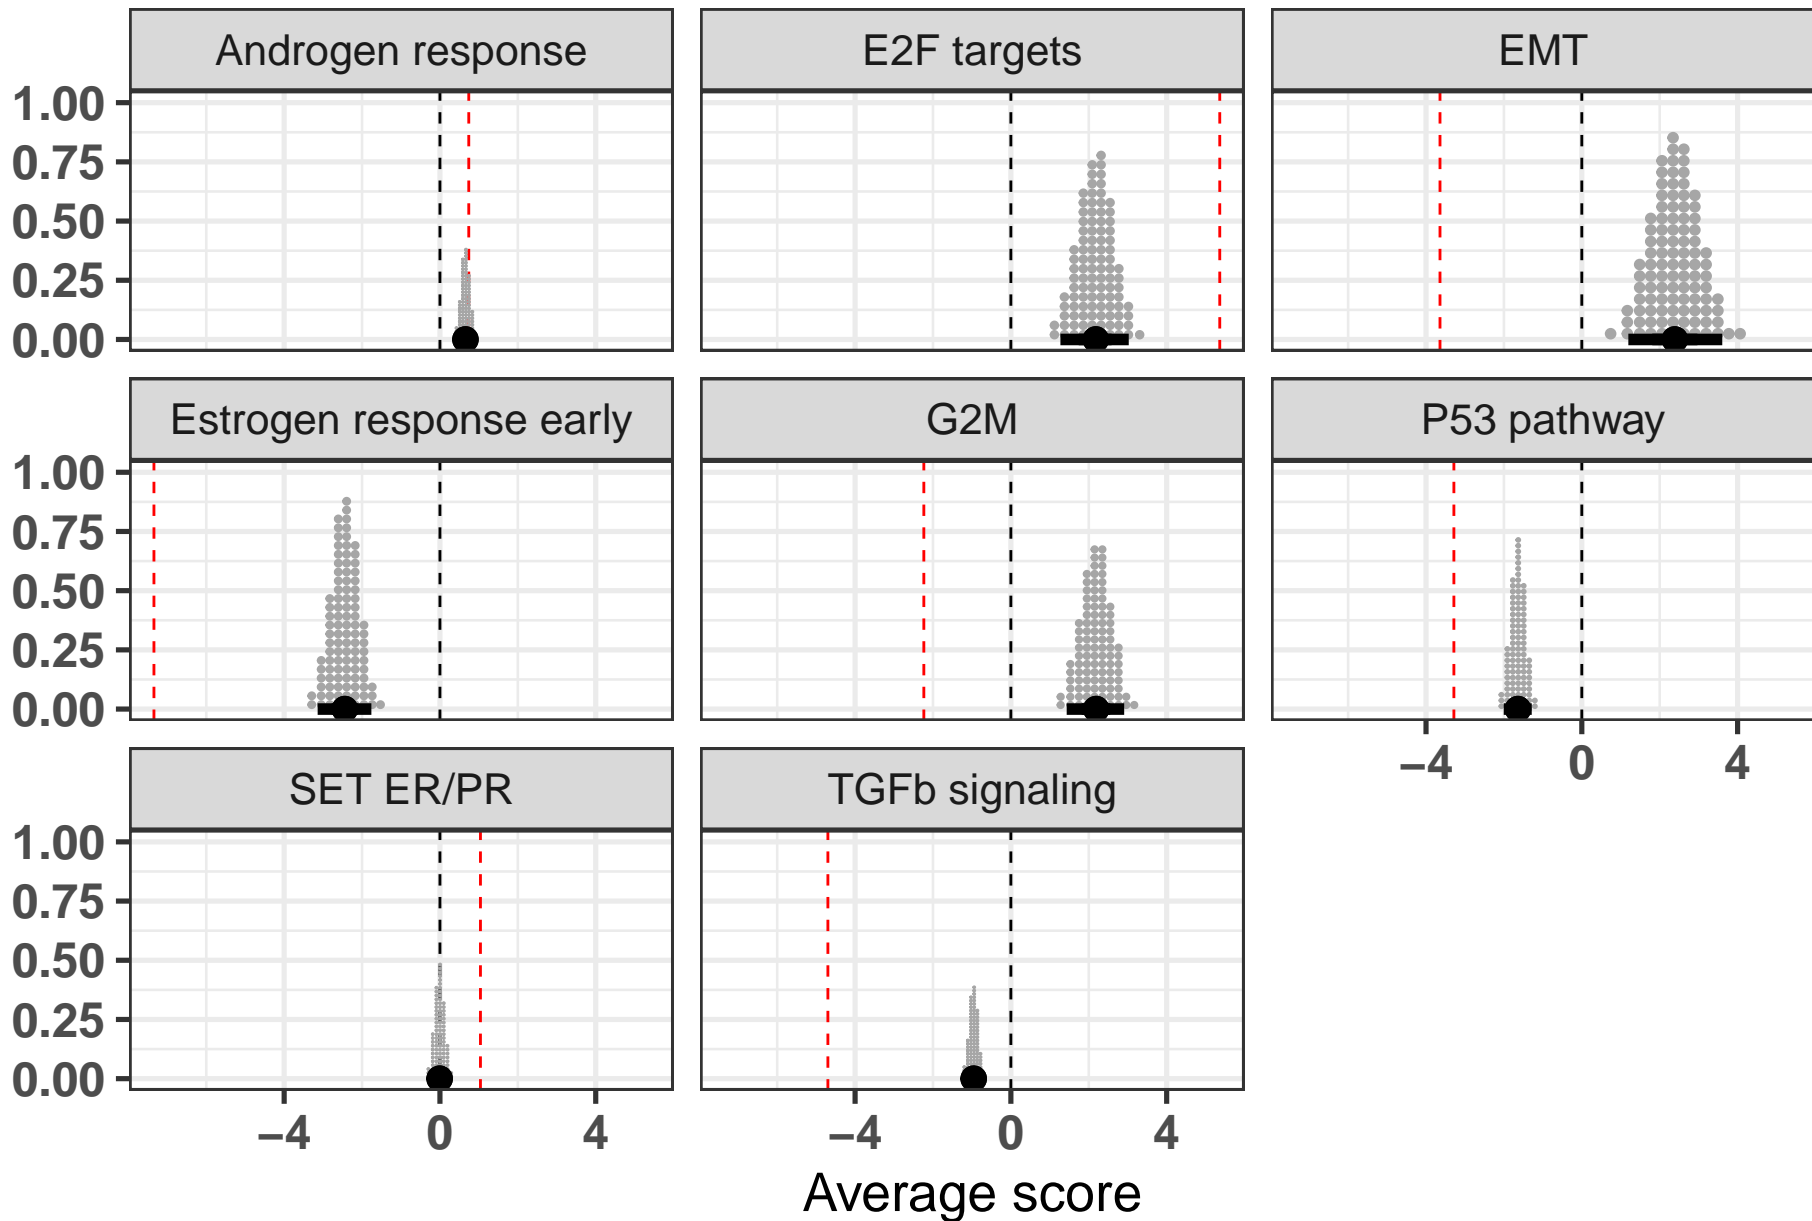 Androgen response
E2F targets
EMT
1.00
0.75
0.50
0.25
0.00
Estrogen response early
G2M
P53 pathway
1.00
0.75
0.50
0.25
0.00
−4 0 4
SET ER/PR
TGFb signaling
1.00
0.75
0.50
0.25
0.00
−4 0 4
−4 0 4
Average score